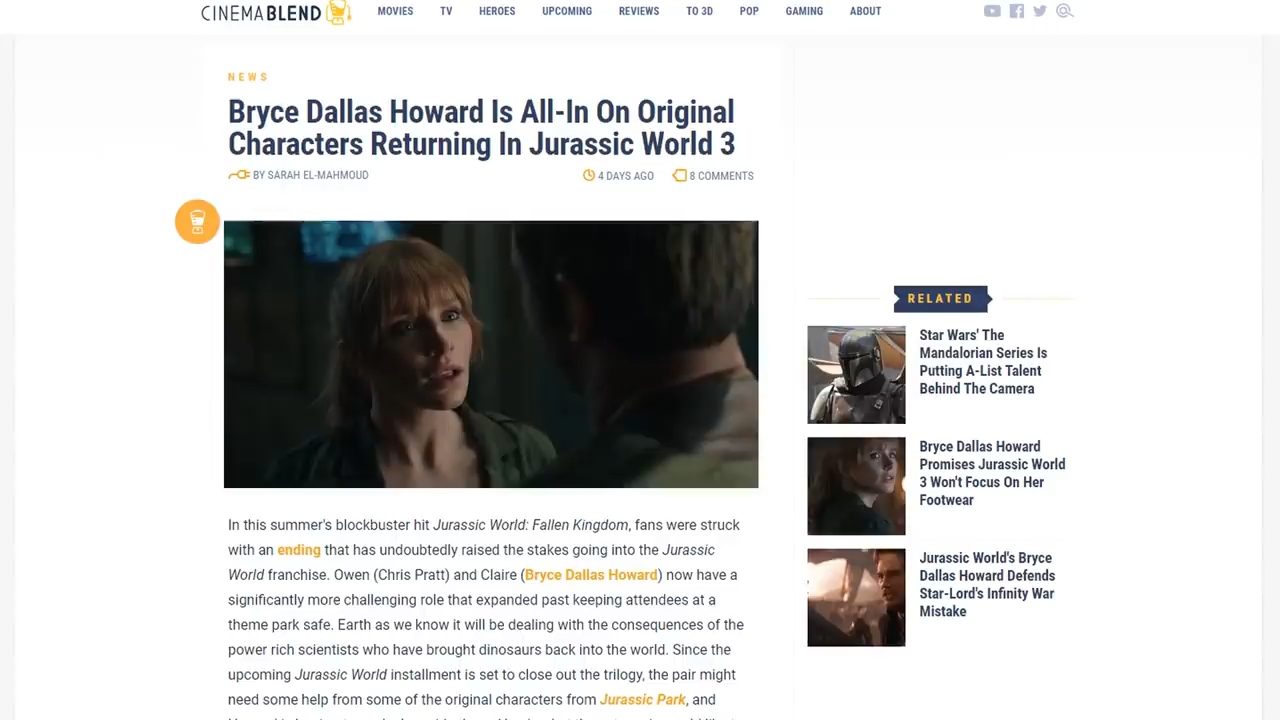 CINEMABLEND
MOVIES TV HEROES UPCOMING REVIEWS TO 3D POP GAMING ABOUT
NEWS
Bryce Dallas Howard Is All-In On Original
Characters Returning In Jurassic World 3
BY SARAH EL-MAHMOUD 4 DAYS AGO 8 COMMENTS
In this summer's blockbuster hit Jurassic World: Fallen Kingdom, fans were struck
with an ending that has undoubtedly raised the stakes going into the Jurassic
World franchise. Owen (Chris Pratt) and Claire (Bryce Dallas Howard) now have a
significantly more challenging role that expanded past keeping attendees at a
theme park safe. Earth as we know it will be dealing with the consequences of the
power rich scientists who have brought dinosaurs back into the world. Since the
upcoming Jurassic World installment is set to close out the trilogy, the pair might
need some help from some of the original characters from Jurassic Park, and
RELATED
Star Wars' The
Mandalorian Series Is
Putting A-List Talent
Behind The Camera
Bryce Dallas Howard
Promises Jurassic World
3 Won't Focus On Her
Footwear
Jurassic World's Bryce
Dallas Howard Defends
Star-Lord's Infinity War
Mistake